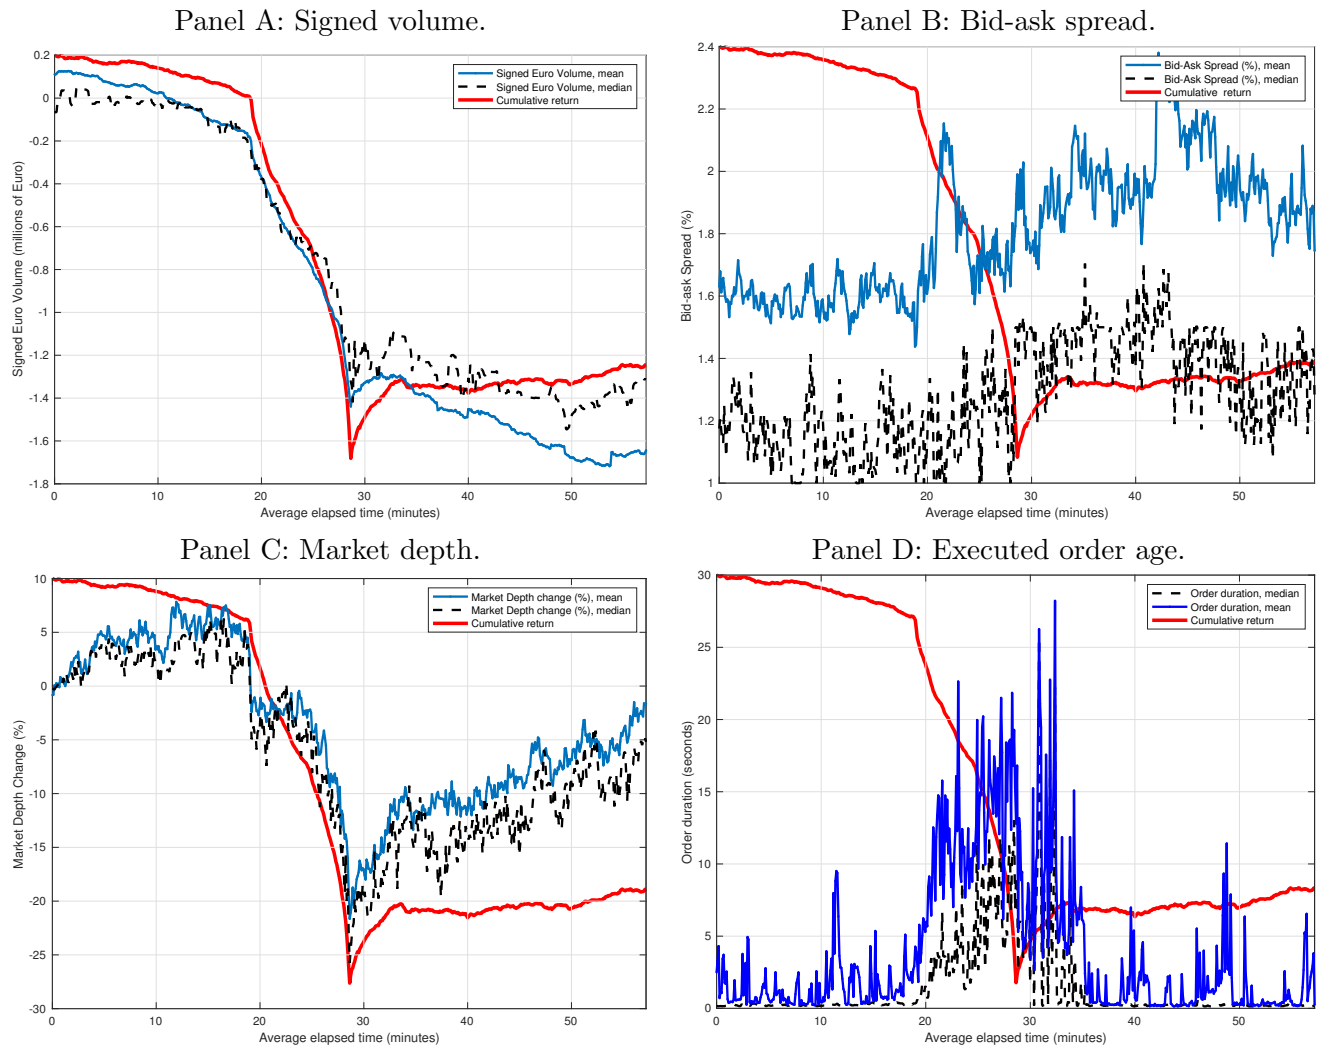 Panel A: Signed volume.
0.2
0
-0.2
-0.4
-0.6
-0.8
-1
-1.2
-1.4
-1.6
-1.8
Signed Euro Volume (millions of Euro)
Signed Euro Volume, mean
Signed Euro Volume, median
Cumulative return
0 10 20 30 40 50
Average elapsed time (minutes)
Panel B: Bid-ask spread.
2.4
2.2
2
1.8
1.6
1.4
1.2
1
Bid-ask Spread (%)
Bid-Ask Spread (%), mean
Bid-Ask Spread (%), median
Cumulative return
0 10 20 30 40 50
Average elapsed time (minutes)
Panel C: Market depth.
10
5
0
-5
-10
-15
-20
-25
-30
Market Depth Change (%)
Market Depth change (%), mean
Market Depth change (%), median
Cumulative return
0 10 20 30 40 50
Average elapsed time (minutes)
Panel D: Executed order age.
30
25
20
15
10
5
0
Order duration (seconds)
Order duration, median
Order duration, mean
Cumulative return
0 10 20 30 40 50
Average elapsed time (minutes)